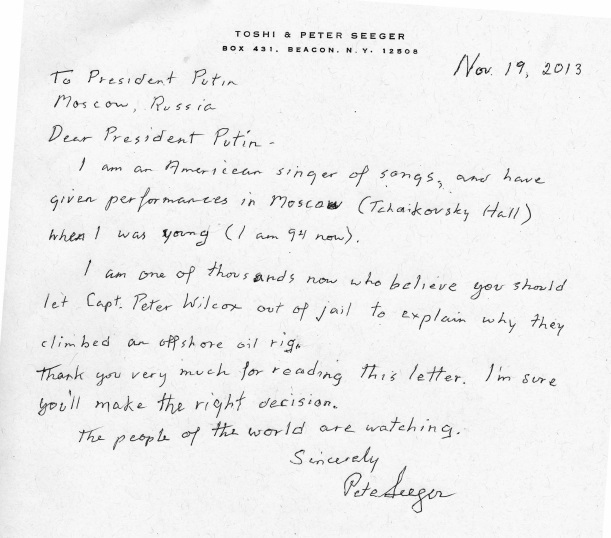 TOSHI & PETER SEEGER
BOX 431, BEACON, N.Y. 12508
Nov. 19, 2013
To President Putin
Moscow, Russia
Dear President Putin -
I am an American singer of songs, and have
given performances in Moscow (Tchaikovsky Hall)
when I was young (I am 94 now).
I am one of thousands now who believe you should
let Capt. Peter Wilcox out of jail to explain why they
climbed an offshore oil rig.
Thank you very much for reading this letter. I'm sure
you'll make the right decision.
The people of the world are watching.
Sincerely
Pete Seeger